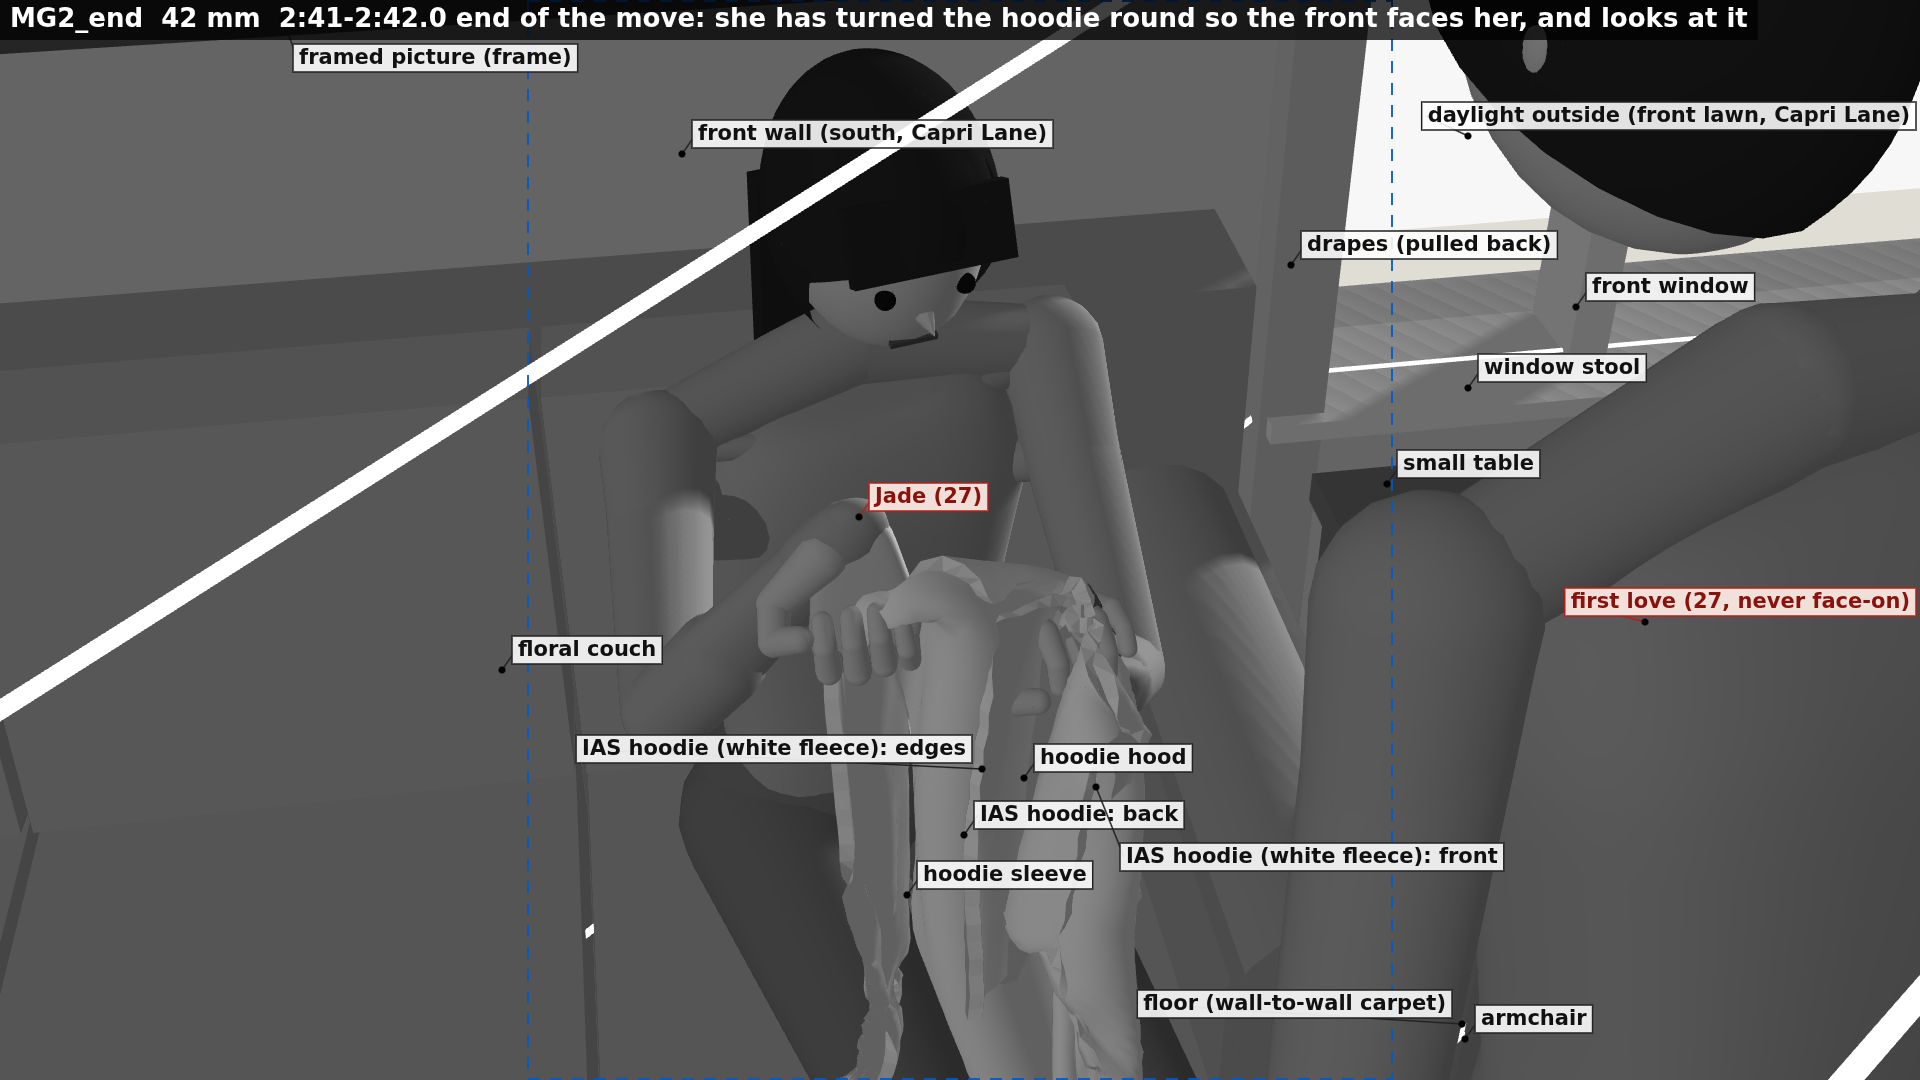 MG2_end 42 mm 2:41-2:42.0 end of the move: she has turned the hoodie round so the front faces her, and looks at it
framed picture (frame)
daylight outside (front lawn, Capri Lane)
front wall (south, Capri Lane)
drapes (pulled back)
front window
window stool
small table
Jade (27)
first love (27, never face-on)
floral couch
IAS hoodie (white fleece): edges
hoodie hood
IAS hoodie: back
IAS hoodie (white fleece): front
hoodie sleeve
floor (wall-to-wall carpet)
armchair